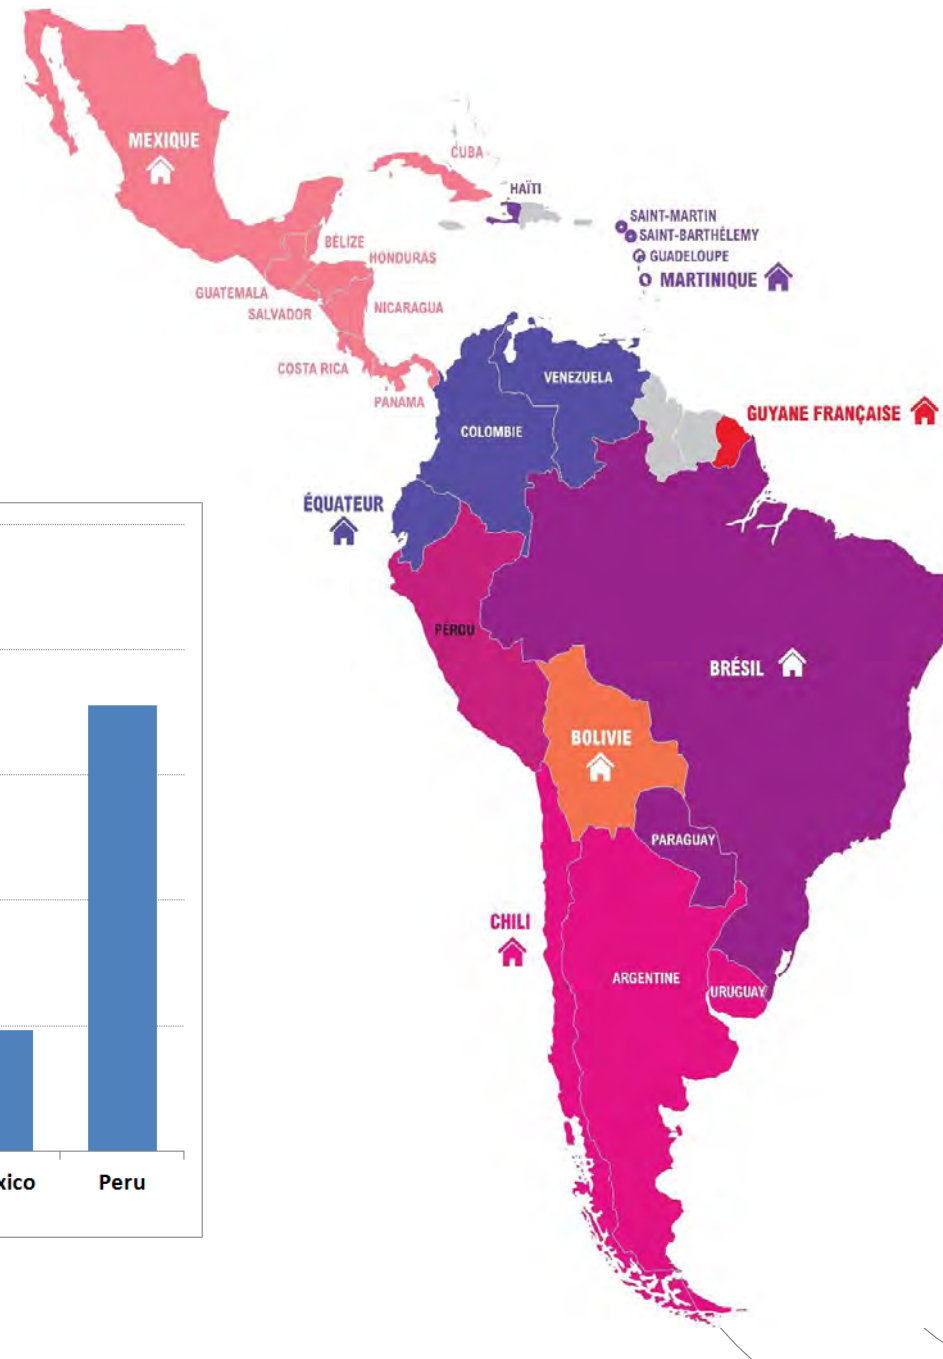 MEXIQUE
CUBA
HAÏTI
SAINT-MARTIN
SAINT-BARTHÉLEMY
GUADELOUPE
MARTINIQUE
BÉLIZE
HONDURAS
GUATEMALA
SALVADOR
NICARAGUA
COSTA RICA
PANAMA
VENEZUELA
COLOMBIE
GUYANE FRANÇAISE
ÉQUATEUR
PÉROU
BRÉSIL
BOLIVIE
PARAGUAY
CHILI
ARGENTINE
URUGUAY
xico
Peru